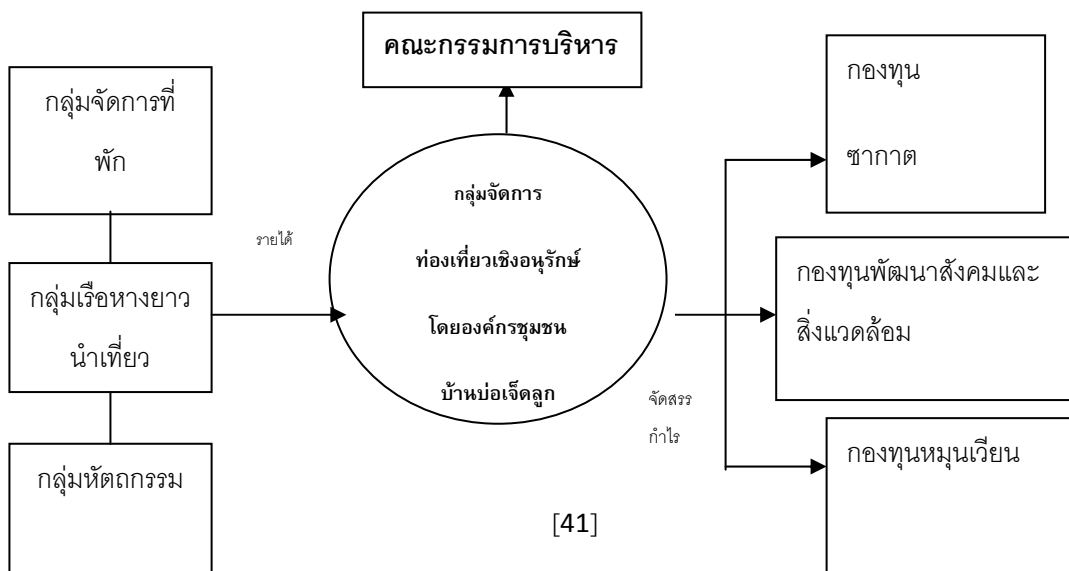 คณะกรรมการบริหาร
กลุ่มจัดการที่
พัก
กลุ่มเรือหางยาว
นำเที่ยว
กลุ่มหัตถกรรม
รายได้
กลุ่มจัดการ
ท่องเที่ยวเชิงอนุรักษ์
โดยองค์กรชุมชน
บ้านบ่อเจ็ดลูก
จัดสรร
กำไร
กองทุน
ซากาต
กองทุนพัฒนาสังคมและ
สิ่งแวดล้อม
กองทุนหมุนเวียน
[41]